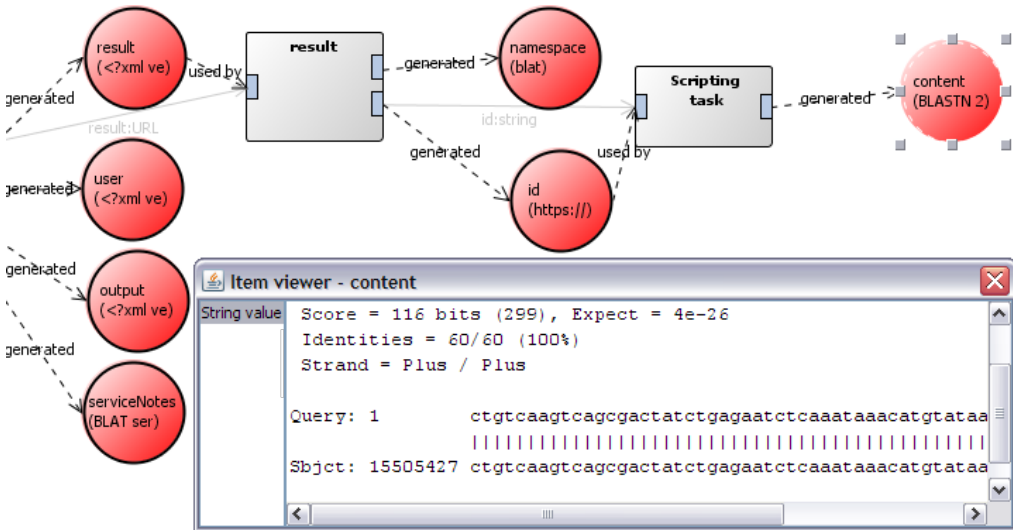 result
(<?xml ve)
used by
generated
result:URL
result
generated
namespace
(blat)
id:string
generated
used by
id
(https://)
Scripting
task
generated
content
(BLASTN 2)
user
(<?xml ve)
generated
output
(<?xml ve)
generated
serviceNotes
(BLAT ser)
generated
Item viewer - content
String value
Score = 116 bits (299), Expect = 4e-26
Identities = 60/60 (100%)
Strand = Plus / Plus
Query: 1 ctgtcaagtcagcgactatctgagaatctcaaataaacatgtataa
||||||||||||||||||||||||||||||||||||||||||||||
Sbjct: 15505427 ctgtcaagtcagcgactatctgagaatctcaaataaacatgtataa